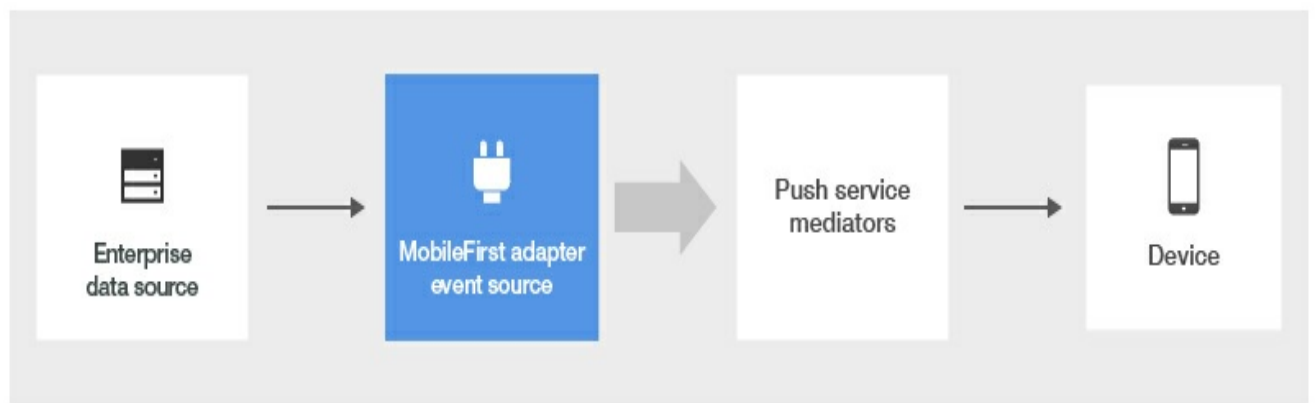 Enterprise
data source
MobileFirst adapter
event source
Push service
mediators
Device